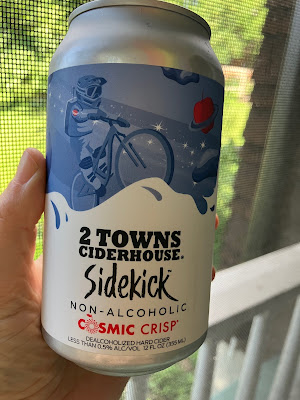 2 TOWNS
CIDERHOUSE®
Sidekick™
NON-ALCOHOLIC
COSMIC CRISP®
DEALCOHOLIZED HARD CIDER
LESS THAN 0.5% ALC/VOL. 12 FL OZ (355 ML)